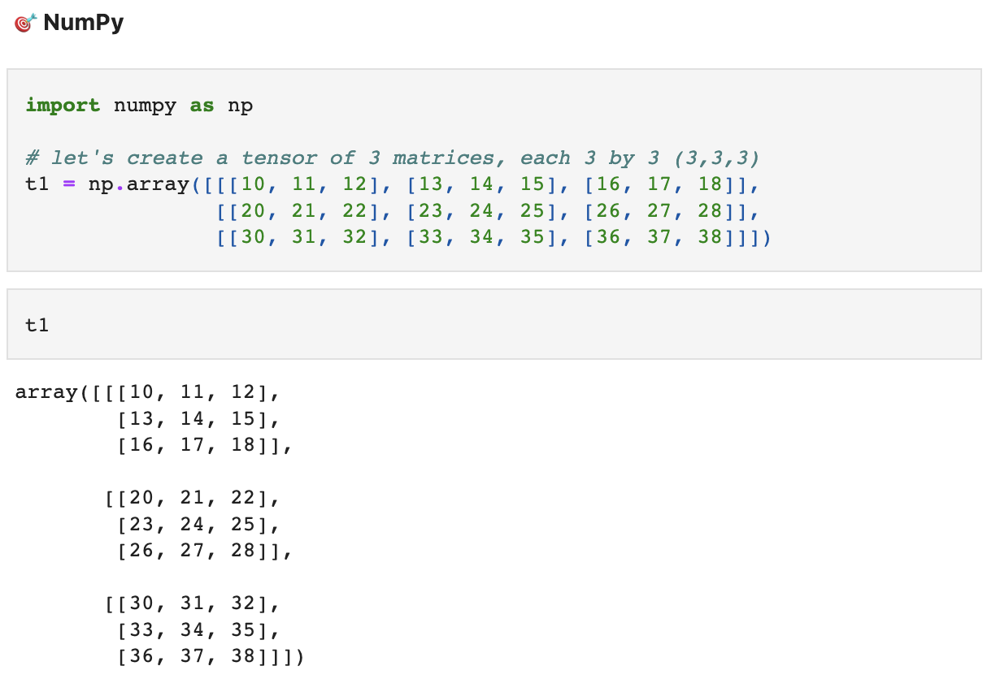 🎯 NumPy
import numpy as np
# let's create a tensor of 3 matrices, each 3 by 3 (3,3,3)
t1 = np.array([[[10, 11, 12], [13, 14, 15], [16, 17, 18]],
               [[20, 21, 22], [23, 24, 25], [26, 27, 28]],
               [[30, 31, 32], [33, 34, 35], [36, 37, 38]]])
t1
array([[[10, 11, 12],
        [13, 14, 15],
        [16, 17, 18]],
       [[20, 21, 22],
        [23, 24, 25],
        [26, 27, 28]],
       [[30, 31, 32],
        [33, 34, 35],
        [36, 37, 38]]])